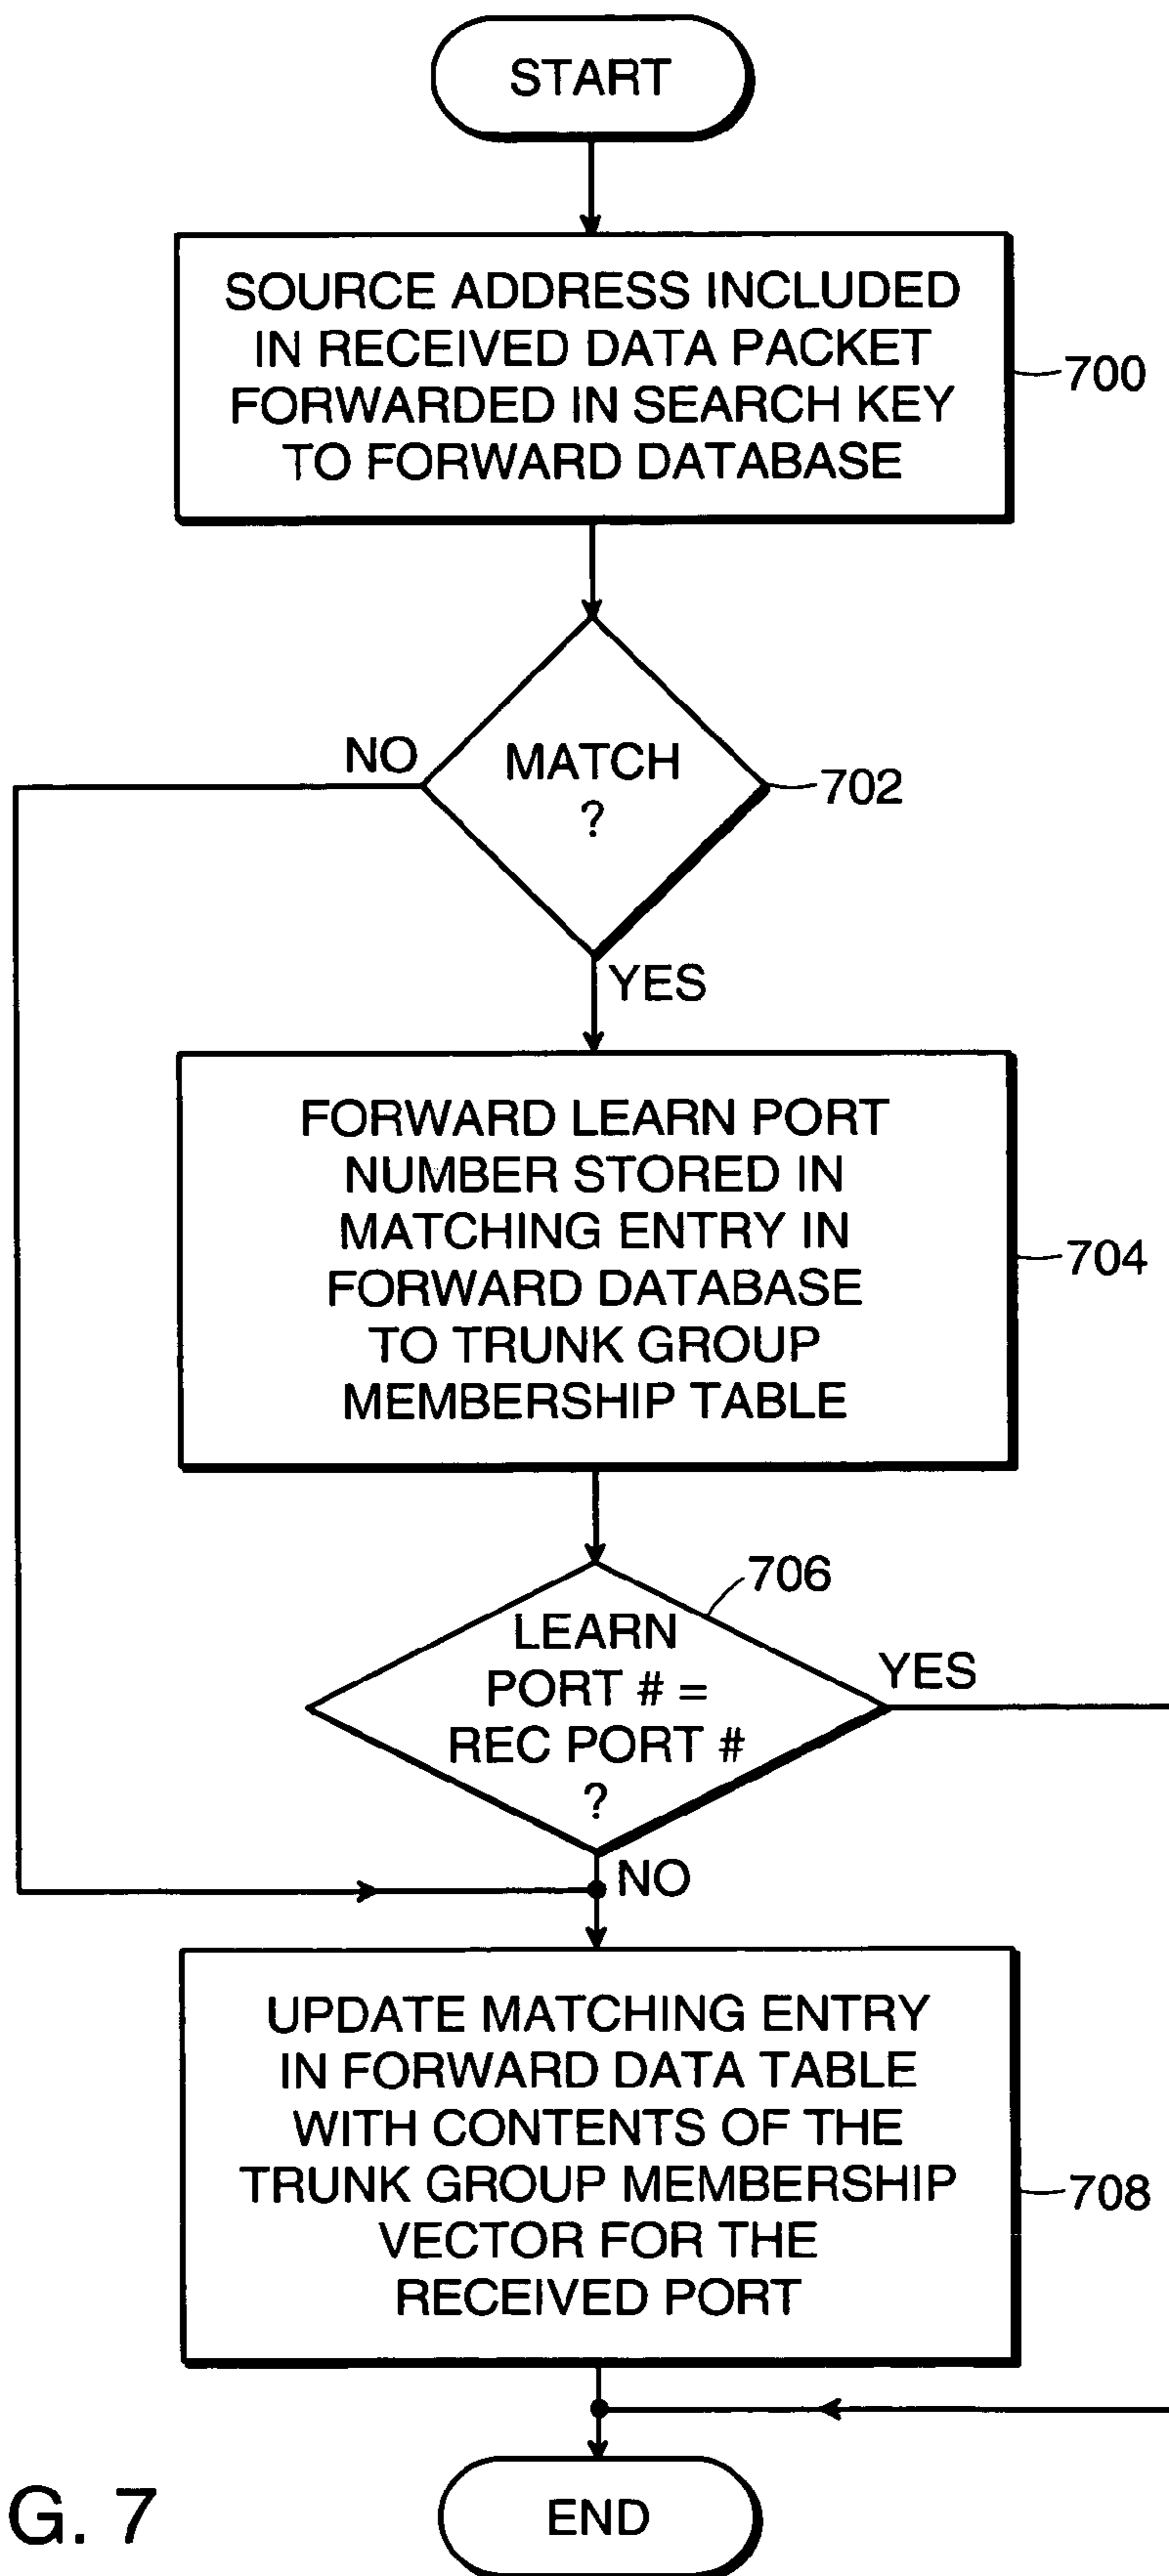 START
SOURCE ADDRESS INCLUDED
IN RECEIVED DATA PACKET
FORWARDED IN SEARCH KEY
TO FORWARD DATABASE
700
NO
MATCH
?
702
YES
FORWARD LEARN PORT
NUMBER STORED IN
MATCHING ENTRY IN
FORWARD DATABASE
TO TRUNK GROUP
MEMBERSHIP TABLE
704
706
LEARN
PORT # =
REC PORT #
?
YES
NO
UPDATE MATCHING ENTRY
IN FORWARD DATA TABLE
WITH CONTENTS OF THE
TRUNK GROUP MEMBERSHIP
VECTOR FOR THE
RECEIVED PORT
708
END
G. 7